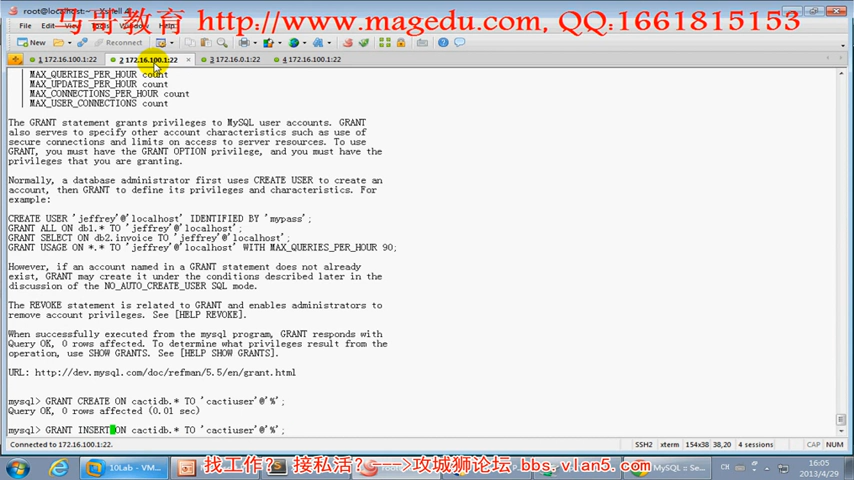 root@localhost:~ - Xshell 4
马哥教育 http://www.magedu.com, QQ:1661815153
File Edit Window Help
New Reconnect
1 172.16.100.1:22 2 172.16.100.1:22 3 172.16.0.1:22 4 172.16.100.1:22
| MAX_QUERIES_PER_HOUR count
| MAX_UPDATES_PER_HOUR count
| MAX_CONNECTIONS_PER_HOUR count
| MAX_USER_CONNECTIONS count
The GRANT statement grants privileges to MySQL user accounts. GRANT
also serves to specify other account characteristics such as use of
secure connections and limits on access to server resources. To use
GRANT, you must have the GRANT OPTION privilege, and you must have the
privileges that you are granting.
Normally, a database administrator first uses CREATE USER to create an
account, then GRANT to define its privileges and characteristics. For
example:
CREATE USER 'jeffrey'@'localhost' IDENTIFIED BY 'mypass';
GRANT ALL ON db1.* TO 'jeffrey'@'localhost';
GRANT SELECT ON db2.invoice TO 'jeffrey'@'localhost';
GRANT USAGE ON *.* TO 'jeffrey'@'localhost' WITH MAX_QUERIES_PER_HOUR 90;
However, if an account named in a GRANT statement does not already
exist, GRANT may create it under the conditions described later in the
discussion of the NO_AUTO_CREATE_USER SQL mode.
The REVOKE statement is related to GRANT and enables administrators to
remove account privileges. See [HELP REVOKE].
When successfully executed from the mysql program, GRANT responds with
Query OK, 0 rows affected. To determine what privileges result from the
operation, use SHOW GRANTS. See [HELP SHOW GRANTS].
URL: http://dev.mysql.com/doc/refman/5.5/en/grant.html
mysql> GRANT CREATE ON cactidb.* TO 'cactiuser'@'%';
Query OK, 0 rows affected (0.01 sec)
mysql> GRANT INSERT ON cactidb.* TO 'cactiuser'@'%';
Connected to 172.16.100.1:22. SSH2 xterm 154x38 38,20 4 sessions CAP NUM
10Lab - VM... MySQL :: Se... CN 16:05
2013/4/29
找工作? 接私活? --->攻城狮论坛 bbs.vlan5.com